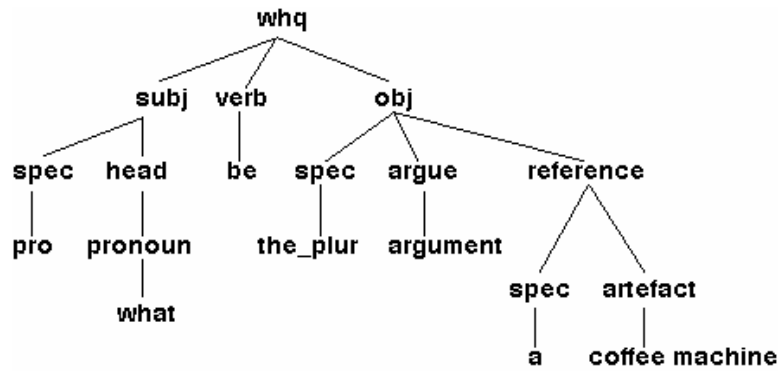 whq
subj verb obj
spec head be spec argue reference
pro pronoun the_plur argument
spec artefact
what
a coffee machine